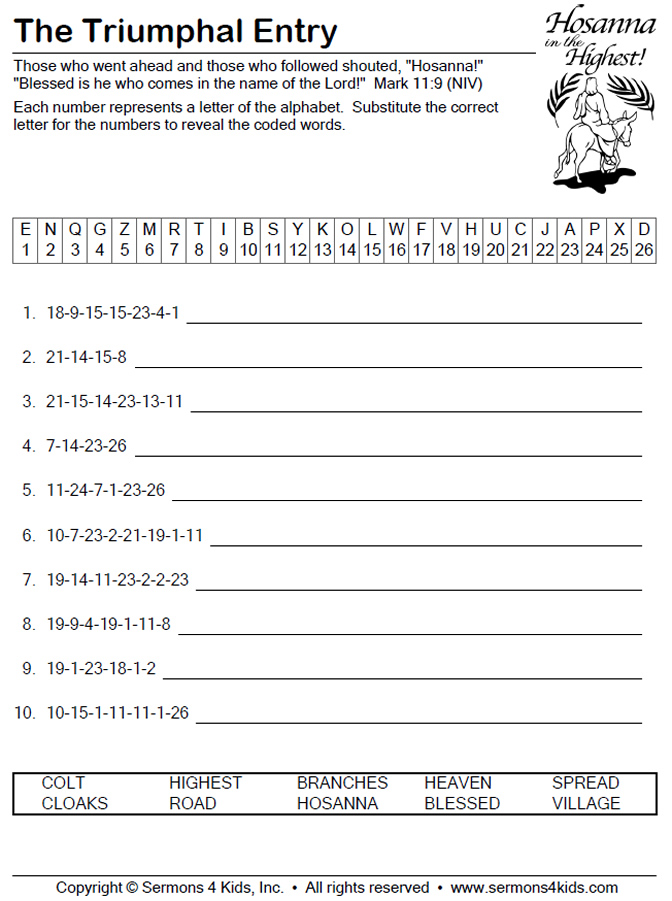 The Triumphal Entry
Hosanna
in the
Highest!
Those who went ahead and those who followed shouted, "Hosanna!"
"Blessed is he who comes in the name of the Lord!"  Mark 11:9 (NIV)
Each number represents a letter of the alphabet.  Substitute the correct
letter for the numbers to reveal the coded words.
E N Q G Z M R T I B S Y K O L W F V H U C J A P X D
1 2 3 4 5 6 7 8 9 10 11 12 13 14 15 16 17 18 19 20 21 22 23 24 25 26
1. 18-9-15-15-23-4-1
2. 21-14-15-8
3. 21-15-14-23-13-11
4. 7-14-23-26
5. 11-24-7-1-23-26
6. 10-7-23-2-21-19-1-11
7. 19-14-11-23-2-2-23
8. 19-9-4-19-1-11-8
9. 19-1-23-18-1-2
10. 10-15-1-11-11-1-26
COLT HIGHEST BRANCHES HEAVEN SPREAD
CLOAKS ROAD HOSANNA BLESSED VILLAGE
Copyright © Sermons 4 Kids, Inc. • All rights reserved • www.sermons4kids.com